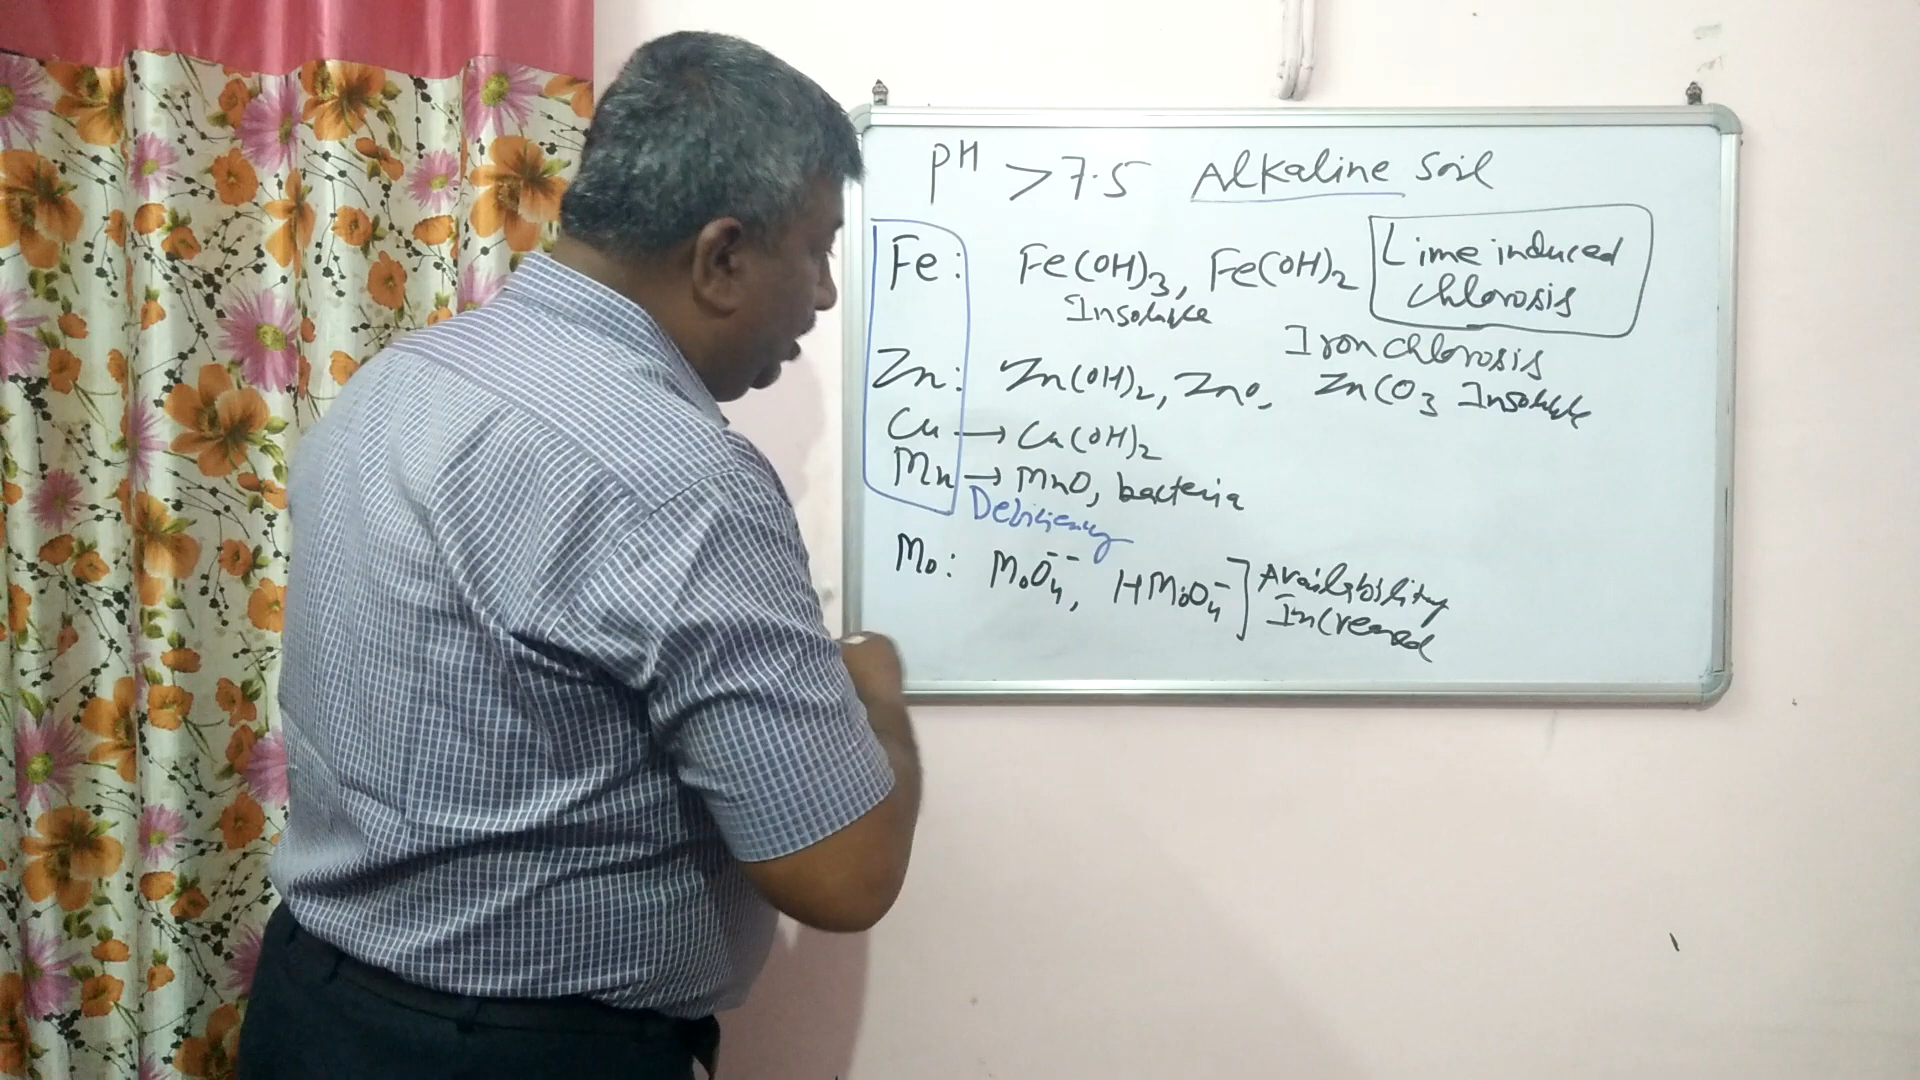 PH > 7.5 Alkaline Soil
Fe: Fe(OH)3, Fe(OH)2
Insoluble
Lime induced
chlorosis
Iron chlorosis
Zn: Zn(OH)2, ZnO, ZnCO3 Insoluble
Cu → Cu(OH)2
Mn → MnO, bacteria
Deficiency
Mo: MoO4--, HMoO4- ] Availability
Increased